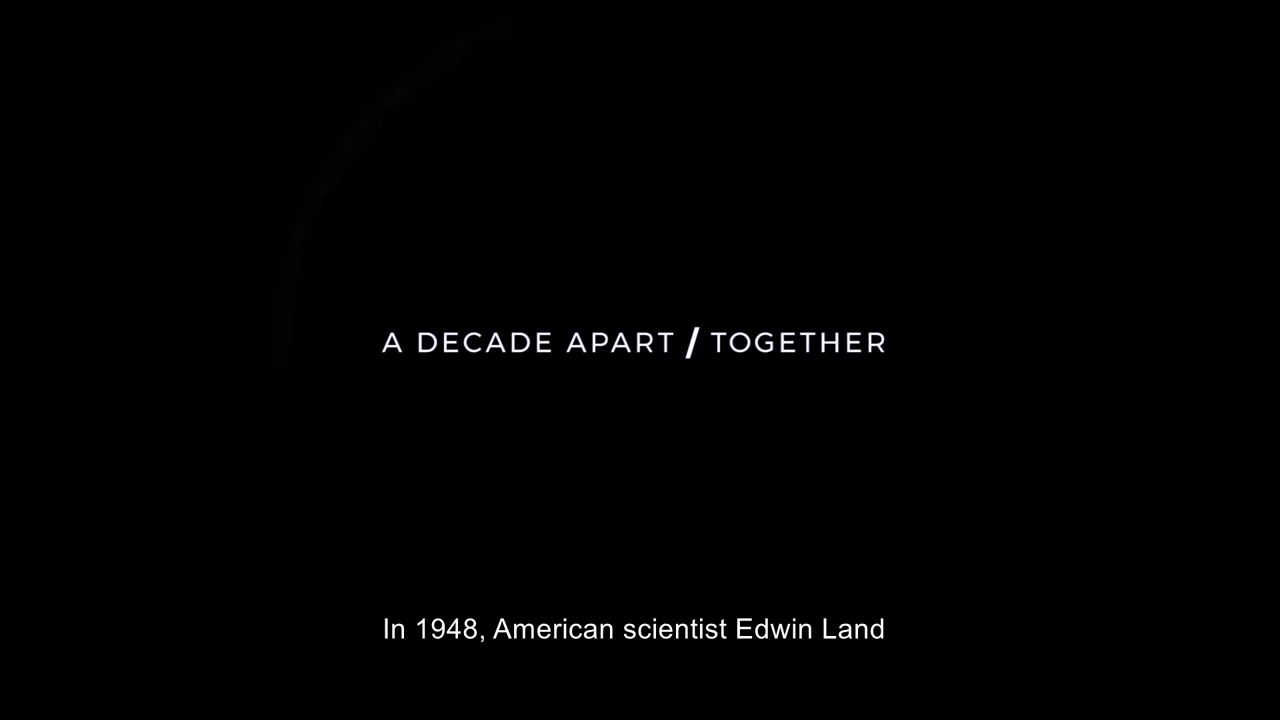 A DECADE APART / TOGETHER
In 1948, American scientist Edwin Land